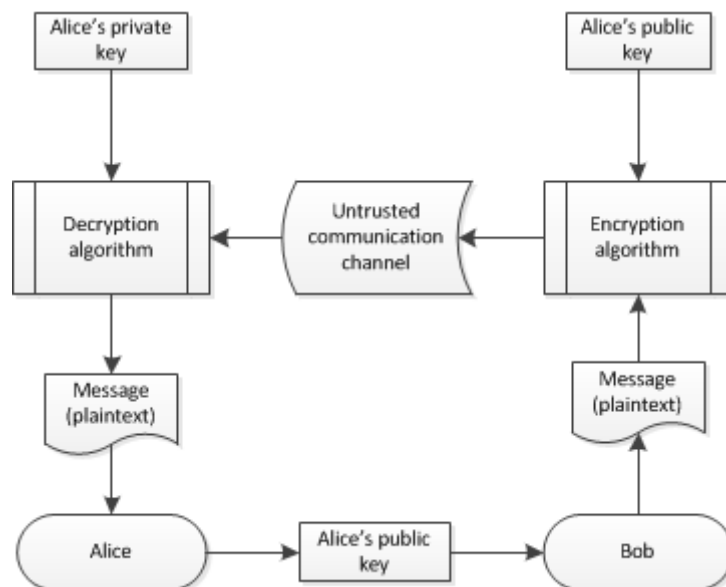 Alice's private
key
Alice's public
key
Decryption
algorithm
Untrusted
communication
channel
Encryption
algorithm
Message
(plaintext)
Message
(plaintext)
Alice
Alice's public
key
Bob